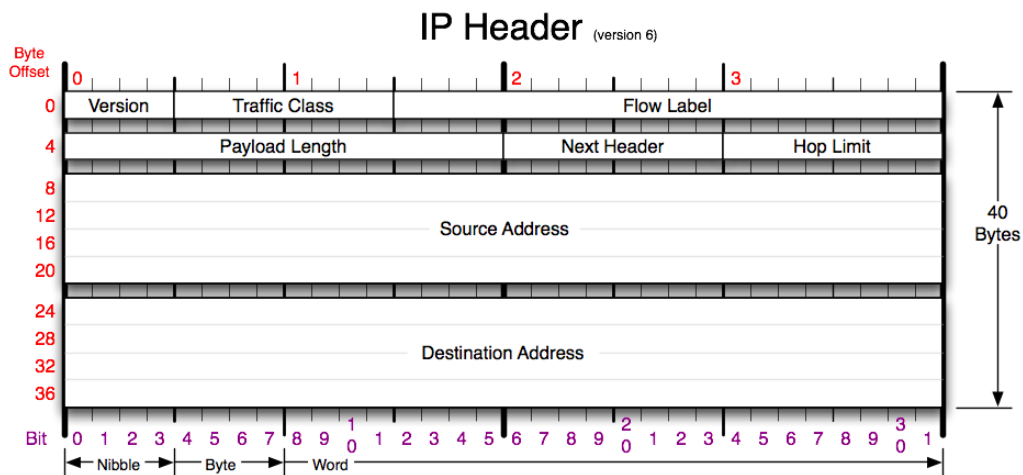 IP Header (version 6)
Byte Offset 0 1 2 3
0 Version Traffic Class Flow Label
4 Payload Length Next Header Hop Limit
8
12
Source Address
16
20
40 Bytes
24
28
Destination Address
32
36
Bit 0 1 2 3 4 5 6 7 8 9 10 1 2 3 4 5 6 7 8 9 20 1 2 3 4 5 6 7 8 9 30 1
Nibble Byte Word